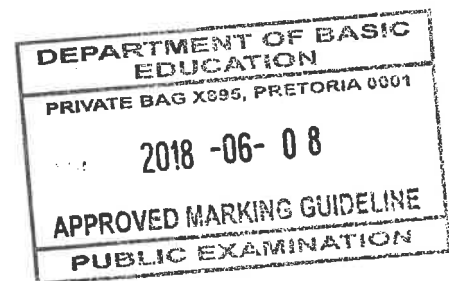 DEPARTMENT OF BASIC
EDUCATION
PRIVATE BAG X895, PRETORIA 0001
2018 -06- 08
APPROVED MARKING GUIDELINE
PUBLIC EXAMINATION